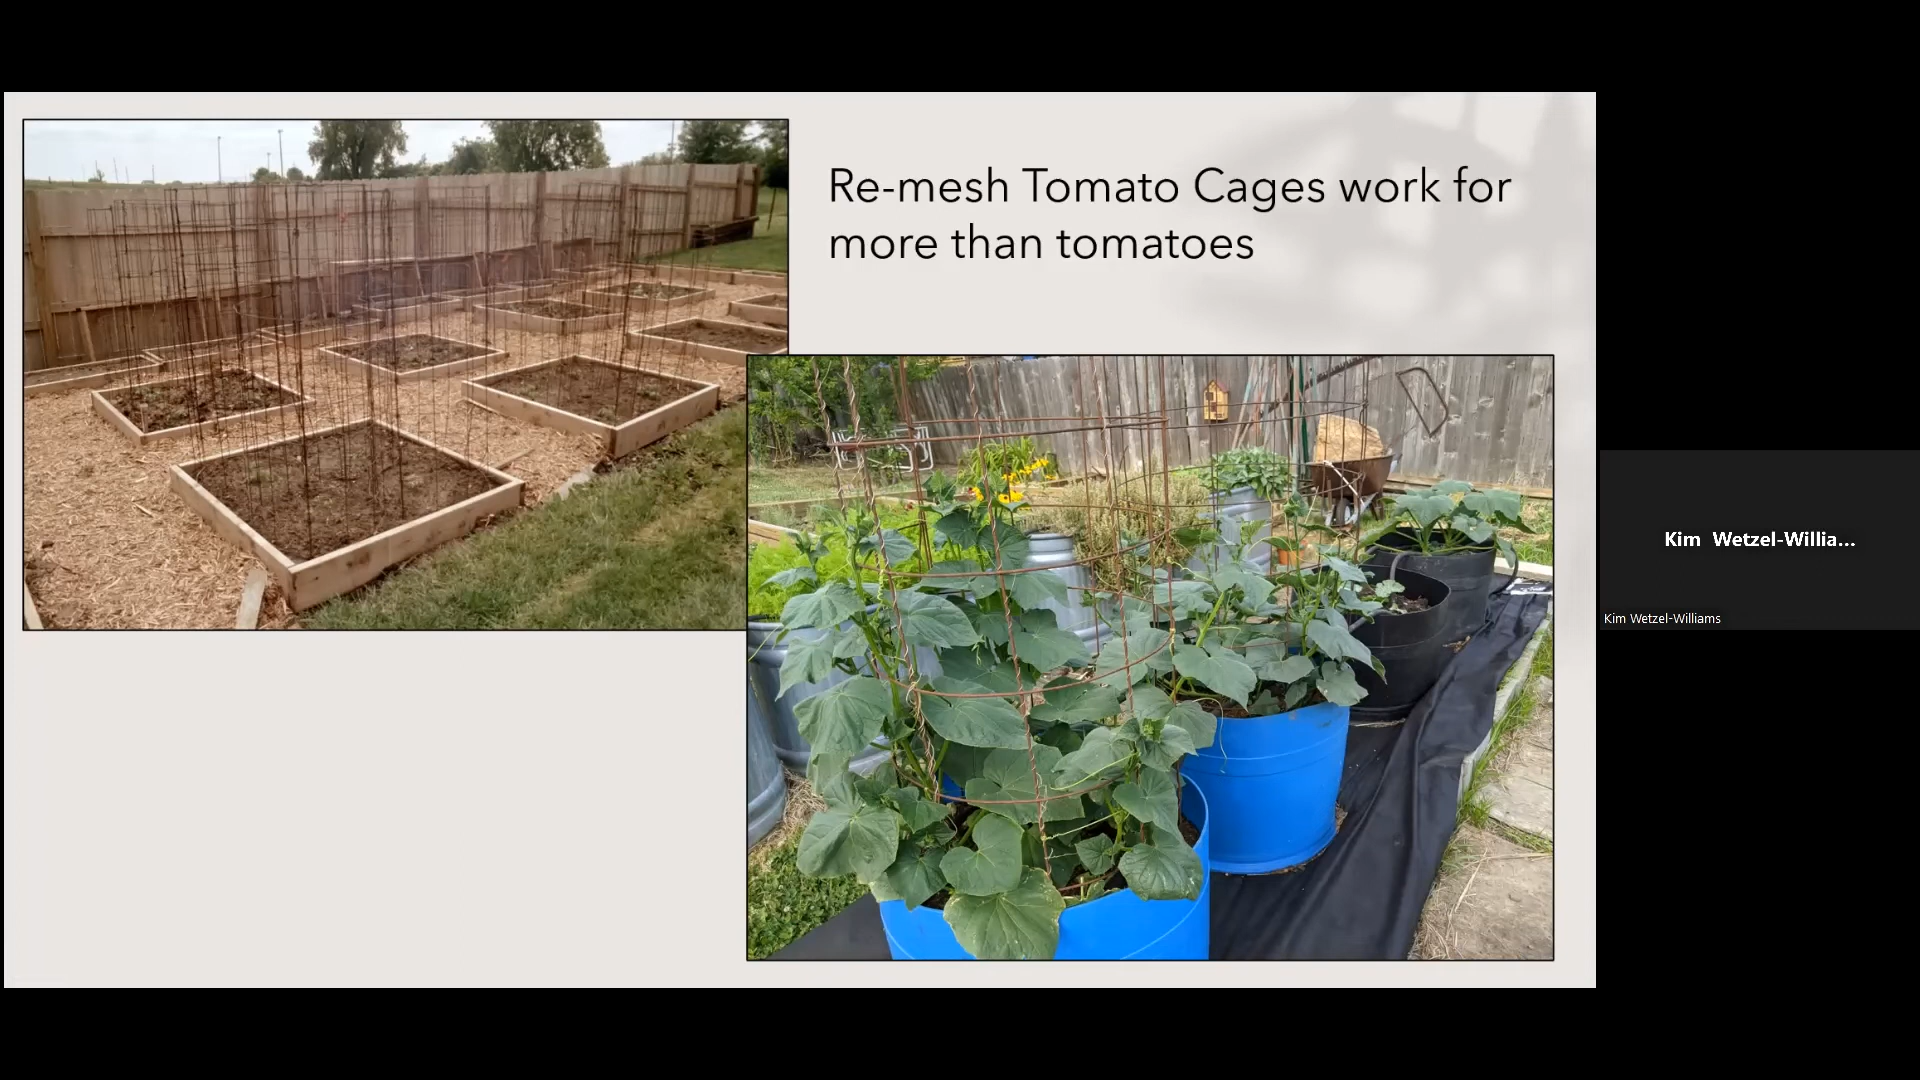 Re-mesh Tomato Cages work for
more than tomatoes
Kim Wetzel-Willia...
Kim Wetzel-Williams